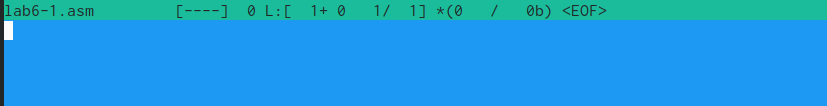 lab6-1.asm [----] 0 L:[ 1+ 0 1/ 1] *(0 / 0b) <EOF>